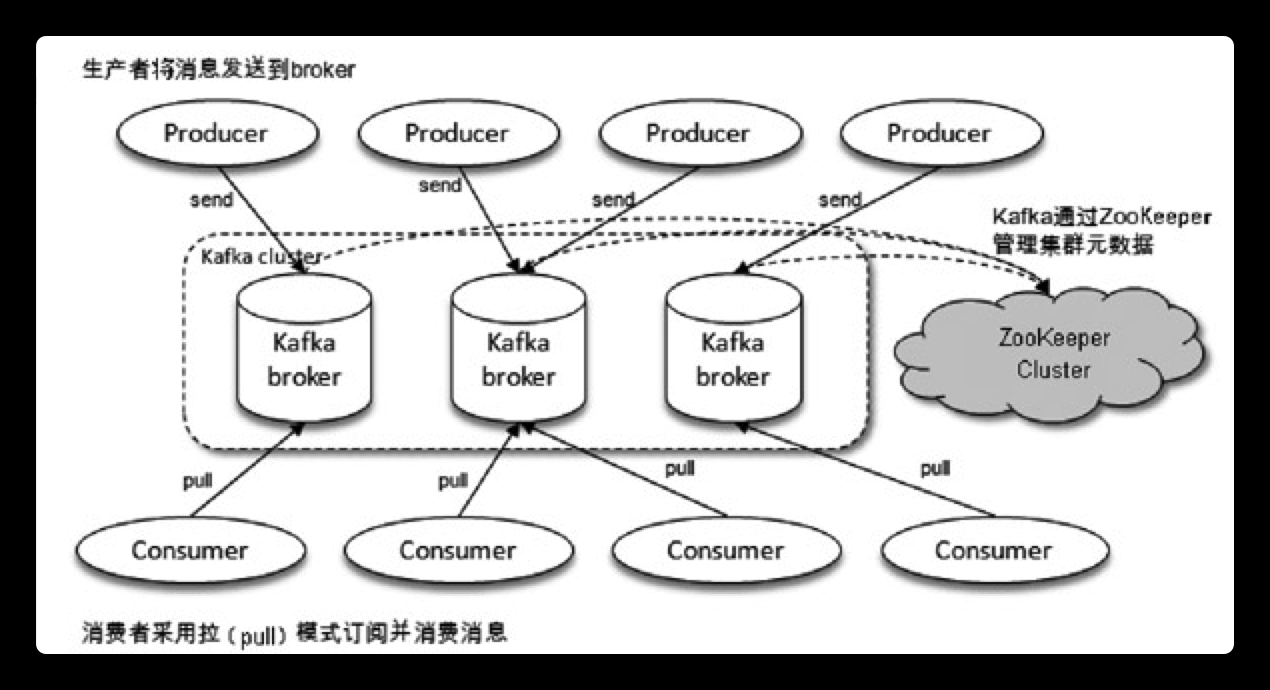 生产者将消息发送到broker
Producer
Producer
Producer
Producer
send
send
send
send
Kafka通过ZooKeeper
管理集群元数据
Kafka cluster
Kafka
broker
Kafka
broker
Kafka
broker
ZooKeeper
Cluster
pull
pull
pull
pull
Consumer
Consumer
Consumer
Consumer
消费者采用拉（pull）模式订阅并消费消息